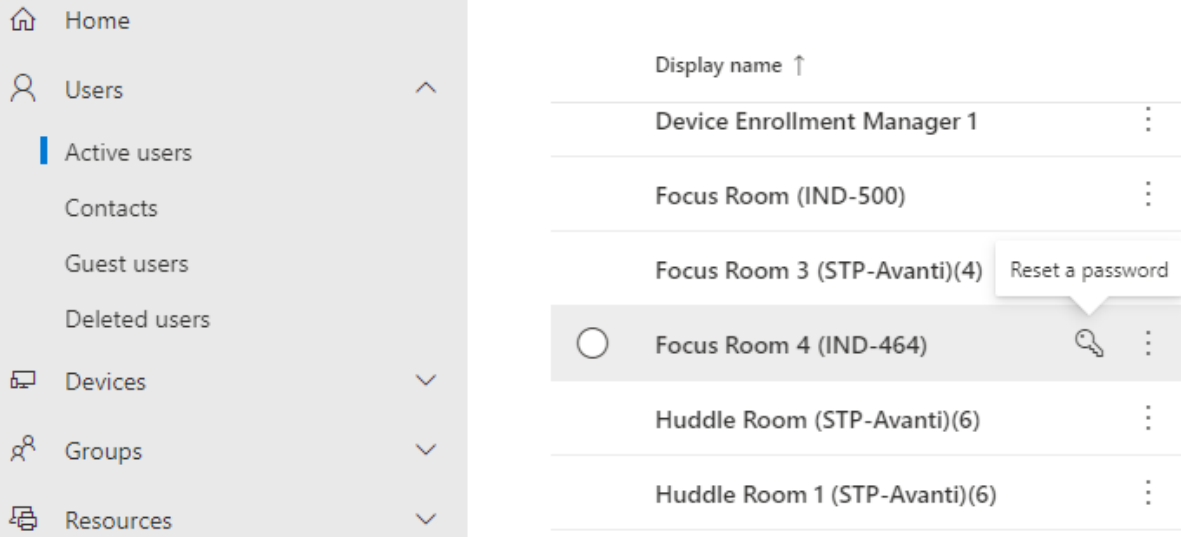 Home
Users
Active users
Contacts
Guest users
Deleted users
Devices
Groups
Resources
Display name ↑
Device Enrollment Manager 1
Focus Room (IND-500)
Focus Room 3 (STP-Avanti)(4)
Reset a password
Focus Room 4 (IND-464)
Huddle Room (STP-Avanti)(6)
Huddle Room 1 (STP-Avanti)(6)